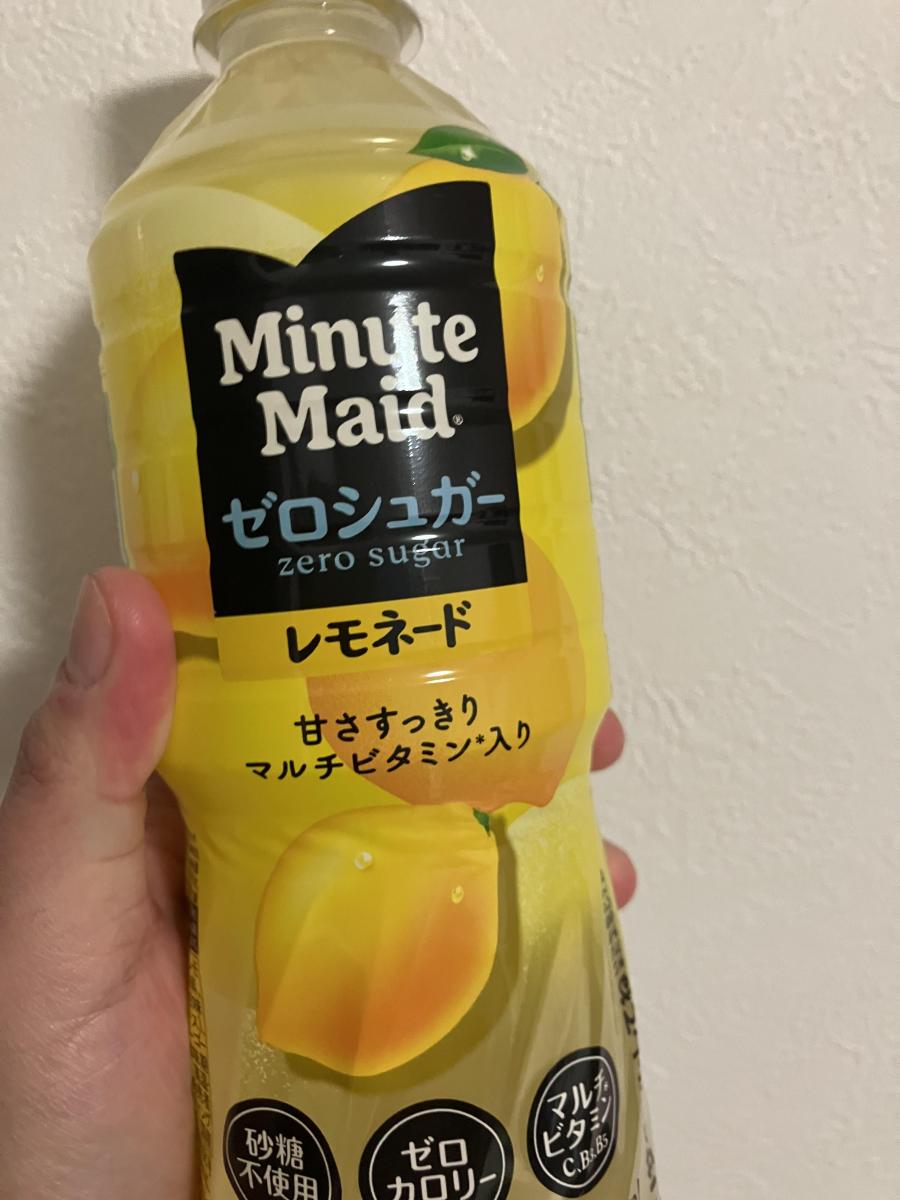 Minute
Maid®
ゼロシュガー
zero sugar
レモネード
甘さすっきり
マルチビタミン*入り
砂糖
不使用
ゼロ
カロリー
マルチ*
ビタミン
C、B3、B5